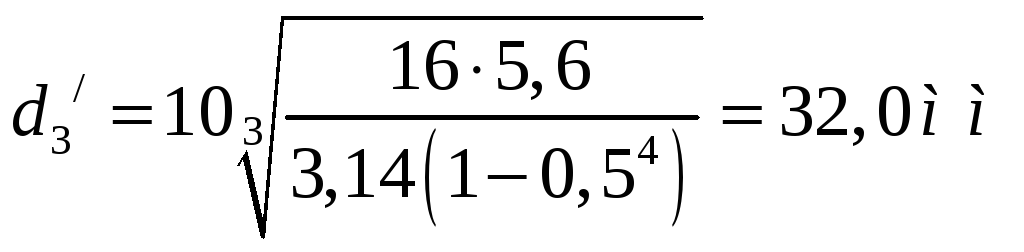 d₃′ = 10 ∛((16·5,6)/(3,14(1−0,5⁴))) = 32,0ì ì